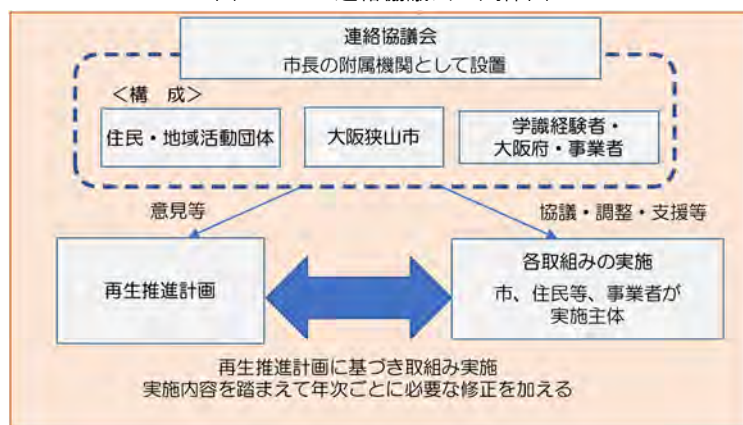 連絡協議会
市長の附属機関として設置
＜構　成＞
住民・地域活動団体
大阪狭山市
学識経験者・
大阪府・事業者
意見等
協議・調整・支援等
再生推進計画
各取組みの実施
市、住民等、事業者が
実施主体
再生推進計画に基づき取組み実施
実施内容を踏まえて年次ごとに必要な修正を加える